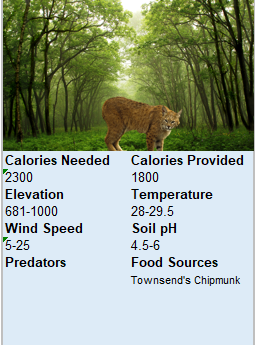 Calories Needed Calories Provided
2300 1800
Elevation Temperature
681-1000 28-29.5
Wind Speed Soil pH
5-25 4.5-6
Predators Food Sources
Townsend's Chipmunk